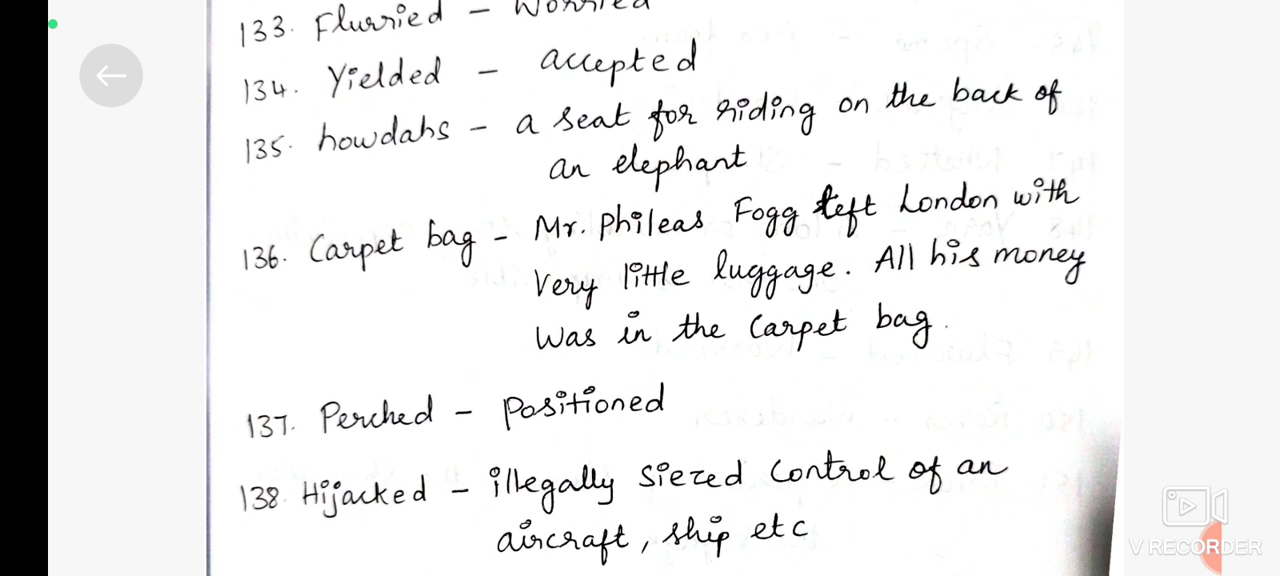 133. Flurried - Worried
134. Yielded - accepted
135. howdahs - a seat for riding on the back of
an elephant
136. Carpet bag - Mr. Phileas Fogg left London with
Very little luggage. All his money
Was in the Carpet bag.
137. Perched - Positioned
138. Hijacked - illegally siezed Control of an
aircraft, ship etc
V RECORDER